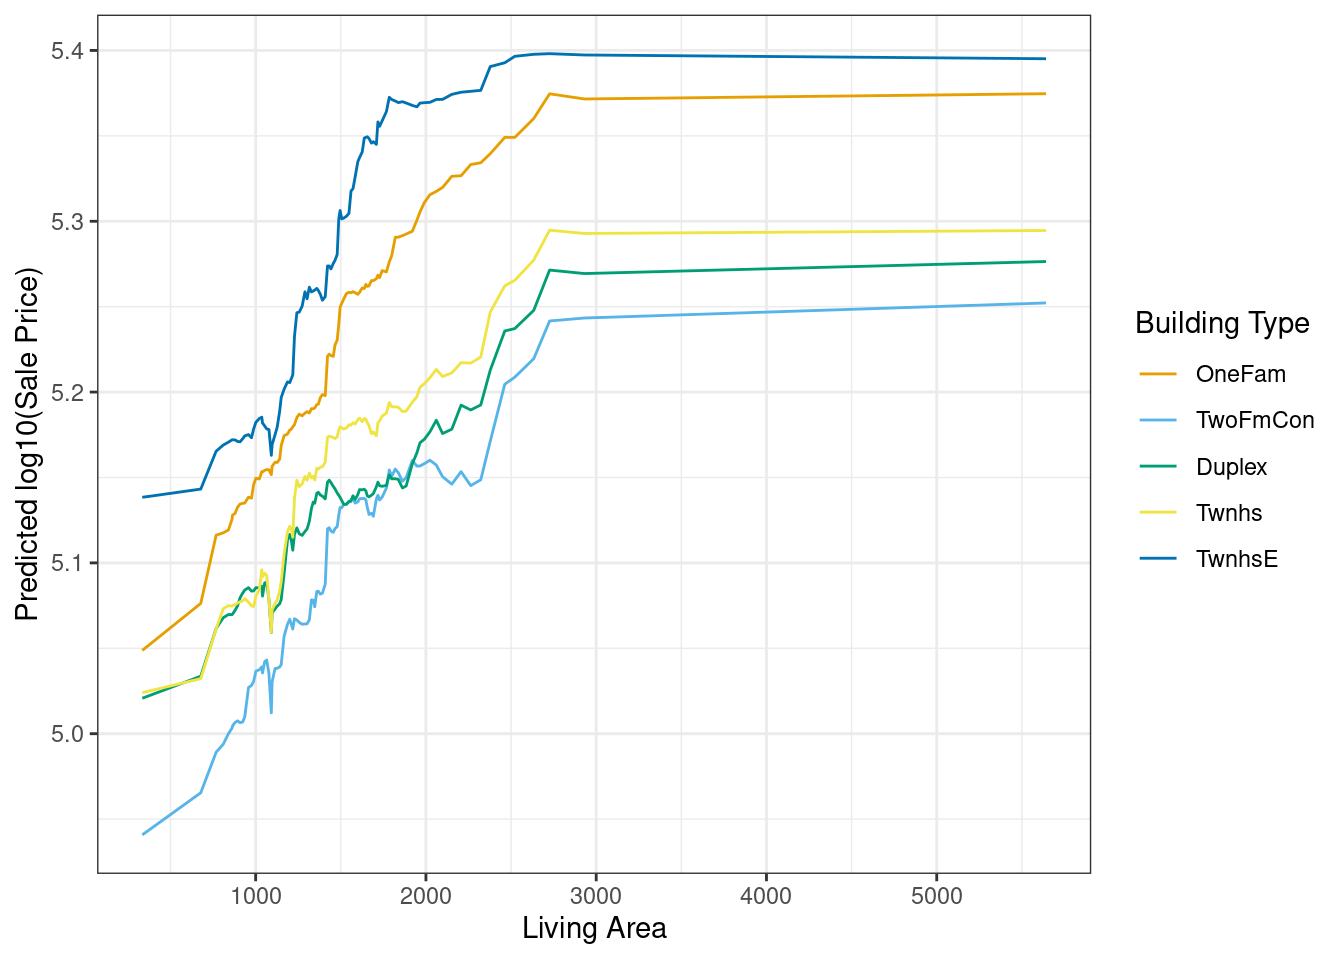 5.4
5.3
5.2
5.1
5.0
Predicted log10(Sale Price)
1000 2000 3000 4000 5000
Living Area
Building Type
OneFam
TwoFmCon
Duplex
Twnhs
TwnhsE